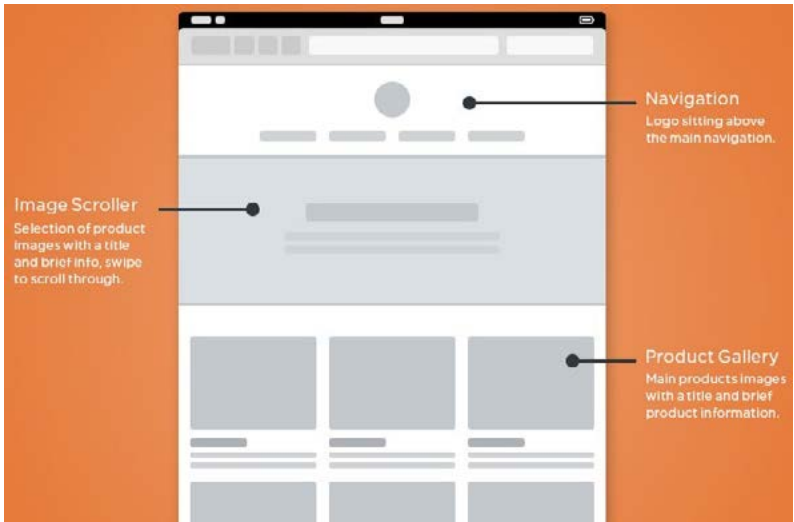 Navigation
Logo sitting above
the main navigation.
Image Scroller
Selection of product
images with a title
and brief info, swipe
to scroll through.
Product Gallery
Main products images
with a title and brief
product information.